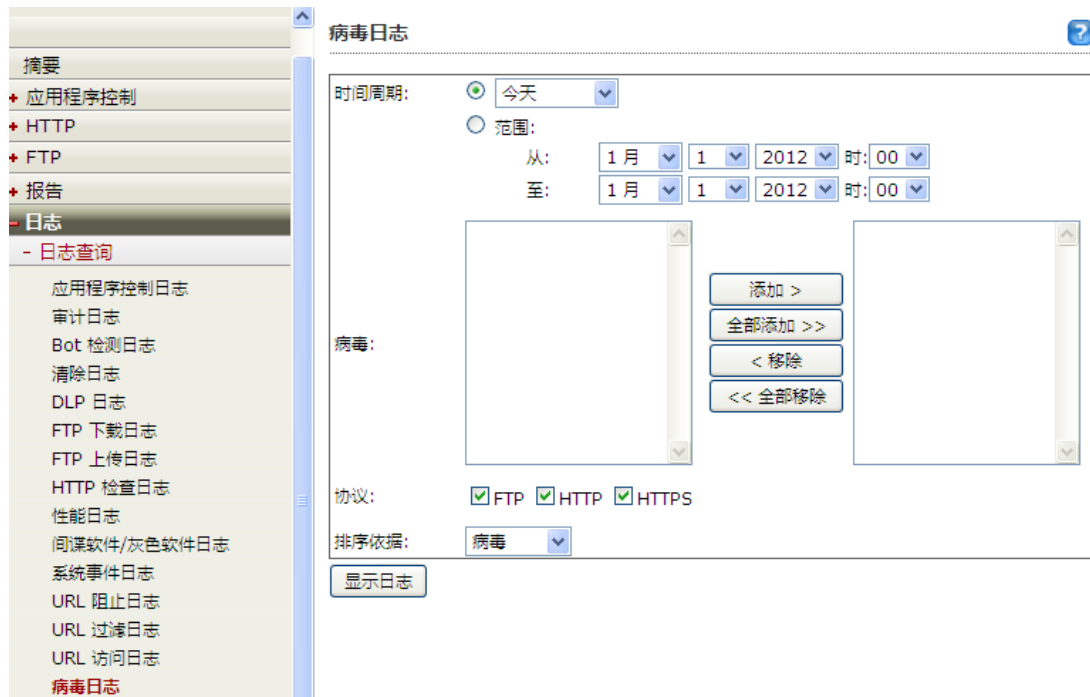 摘要
+ 应用程序控制
+ HTTP
+ FTP
+ 报告
- 日志
- 日志查询
应用程序控制日志
审计日志
Bot 检测日志
清除日志
DLP 日志
FTP 下载日志
FTP 上传日志
HTTP 检查日志
性能日志
间谍软件/灰色软件日志
系统事件日志
URL 阻止日志
URL 过滤日志
URL 访问日志
病毒日志
病毒日志
?
时间周期: 今天
范围:
从: 1 月 1 2012 时: 00
至: 1 月 1 2012 时: 00
病毒:
添加 >
全部添加 >>
< 移除
<< 全部移除
协议: FTP HTTP HTTPS
排序依据: 病毒
显示日志